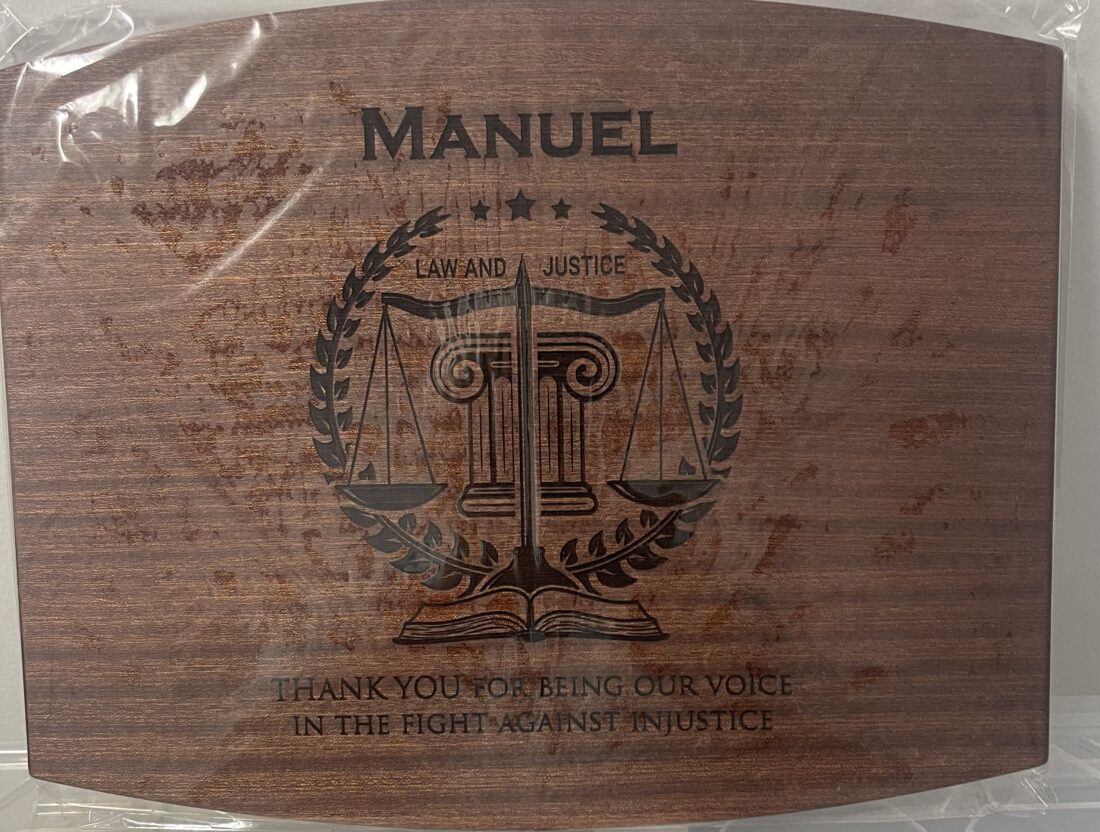 MANUEL
LAW AND JUSTICE
THANK YOU FOR BEING OUR VOICE
IN THE FIGHT AGAINST INJUSTICE